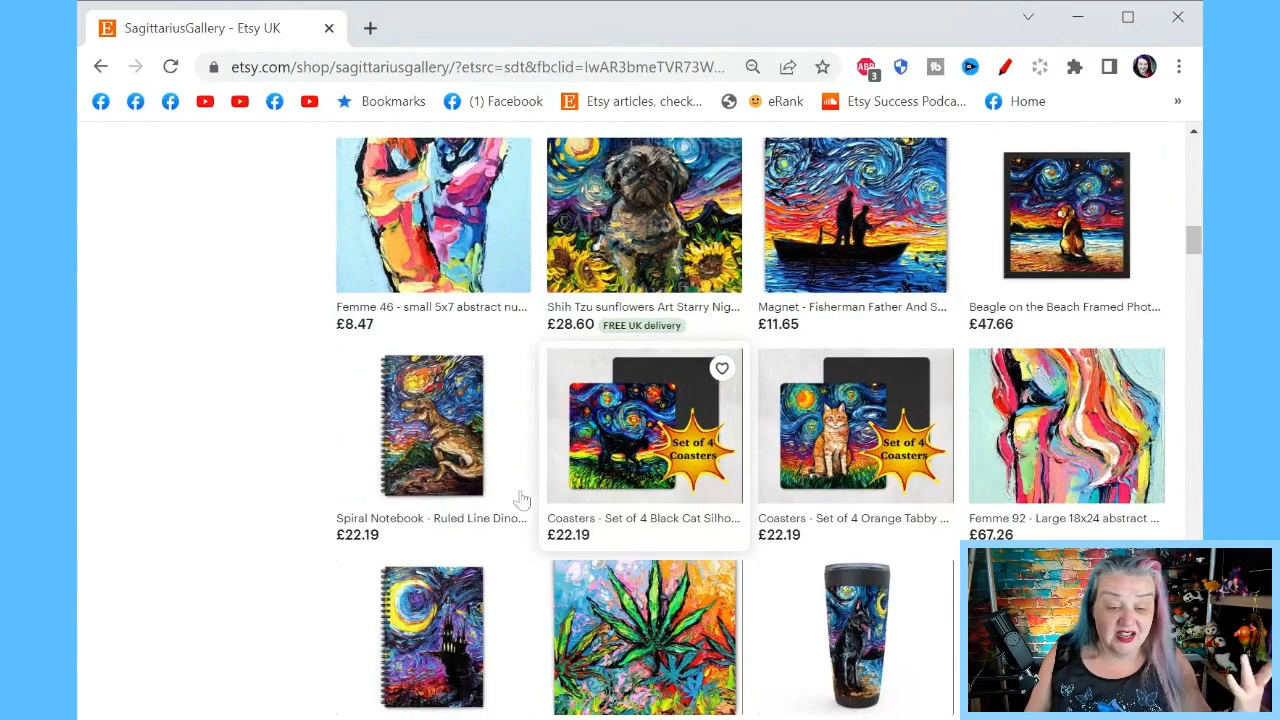 SagittariusGallery - Etsy UK
etsy.com/shop/sagittariusgallery/?etsrc=sdt&fbclid=IwAR3bmeTVR73W...
ABP
3
tb
Bookmarks
(1) Facebook
Etsy articles, check...
eRank
Etsy Success Podca...
Home
»
Femme 46 - small 5x7 abstract nu...
£8.47
Shih Tzu sunflowers Art Starry Nig...
£28.60 FREE UK delivery
Magnet - Fisherman Father And S...
£11.65
Beagle on the Beach Framed Phot...
£47.66
Set of 4
Coasters
Set of 4
Coasters
Spiral Notebook - Ruled Line Dino...
£22.19
Coasters - Set of 4 Black Cat Silho...
£22.19
Coasters - Set of 4 Orange Tabby ...
£22.19
Femme 92 - Large 18x24 abstract ...
£67.26